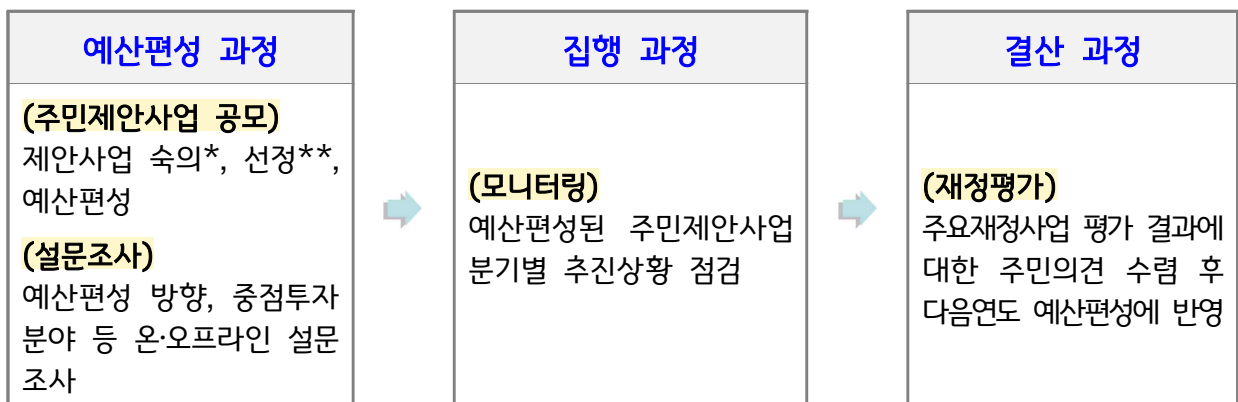 예산편성 과정
(주민제안사업 공모)
제안사업 숙의*, 선정**,
예산편성
(설문조사)
예산편성 방향, 중점투자
분야 등 온·오프라인 설문
조사
집행 과정
(모니터링)
예산편성된 주민제안사업
분기별 추진상황 점검
결산 과정
(재정평가)
주요재정사업 평가 결과에
대한 주민의견 수렴 후
다음연도 예산편성에 반영